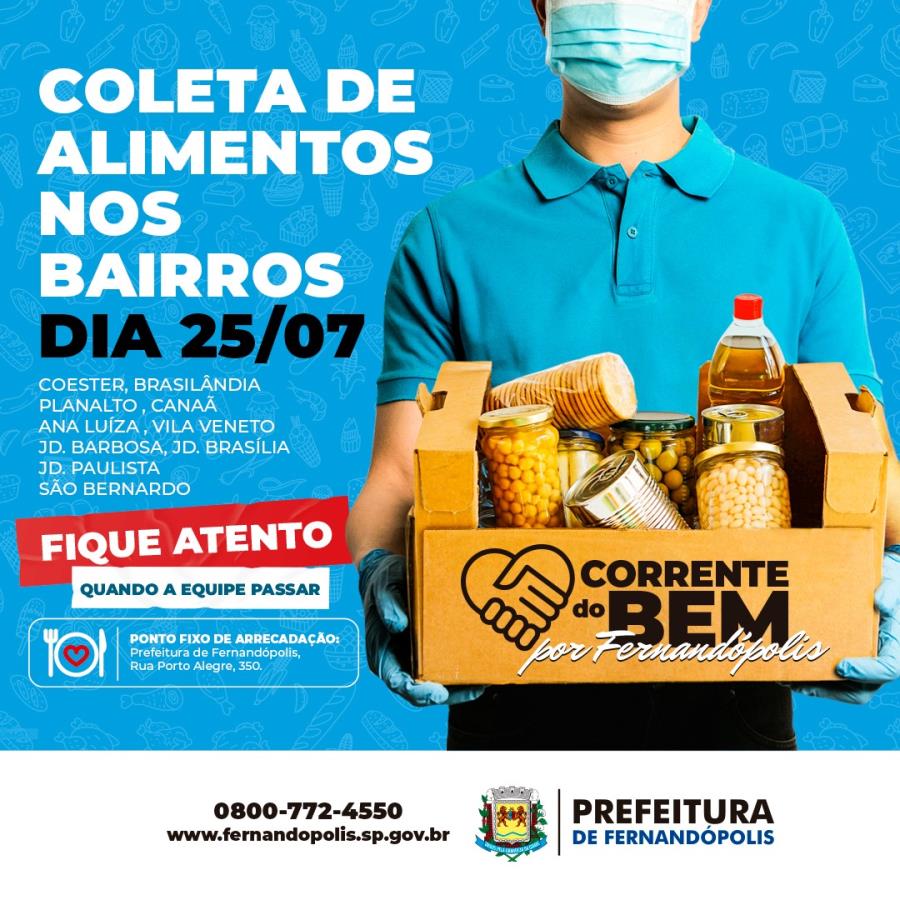 COLETA DE
ALIMENTOS
NOS
BAIRROS
DIA 25/07
COESTER, BRASILÂNDIA
PLANALTO , CANAÃ
ANA LUÍZA , VILA VENETO
JD. BARBOSA, JD. BRASÍLIA
JD. PAULISTA
SÃO BERNARDO
FIQUE ATENTO
QUANDO A EQUIPE PASSAR
PONTO FIXO DE ARRECADAÇÃO:
Prefeitura de Fernandópolis,
Rua Porto Alegre, 350.
CORRENTE
do BEM
por Fernandópolis
0800-772-4550
www.fernandopolis.sp.gov.br
PREFEITURA
DE FERNANDÓPOLIS